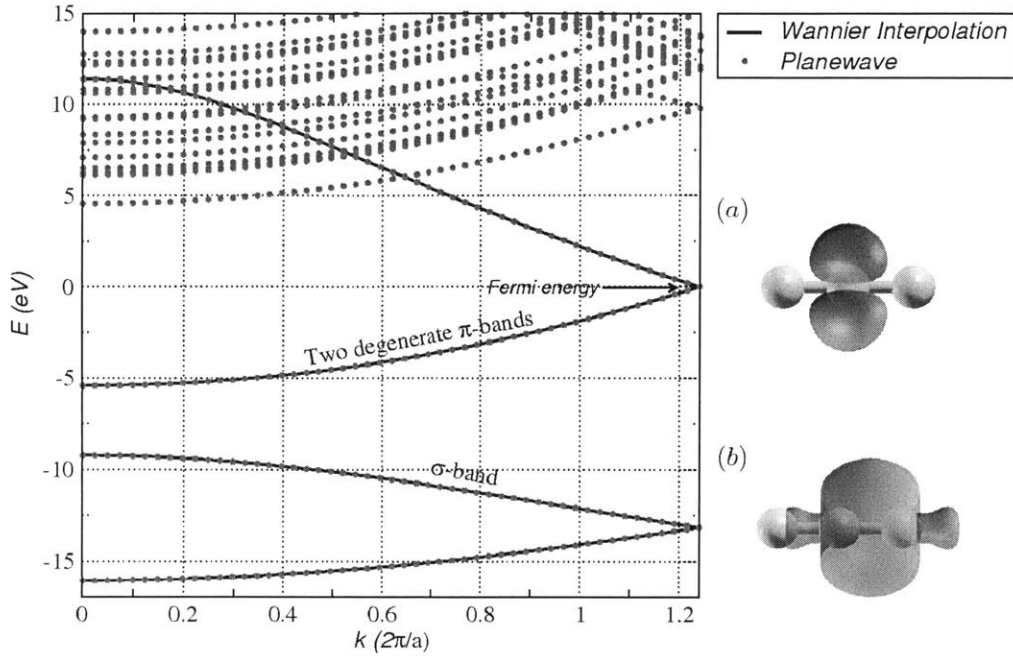 Wannier Interpolation
Planewave
15
10
5
0
-5
-10
-15
E (eV)
Fermi energy
Two degenerate π-bands
σ-band
0
0.2
0.4
0.6
0.8
1
1.2
k (2π/a)
(a)
(b)